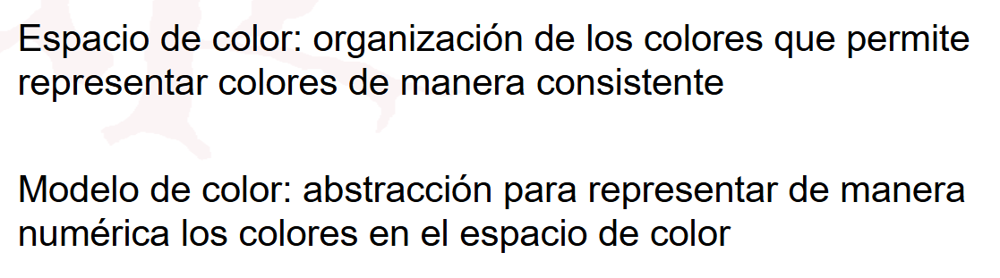 Espacio de color: organización de los colores que permite
representar colores de manera consistente
Modelo de color: abstracción para representar de manera
numérica los colores en el espacio de color